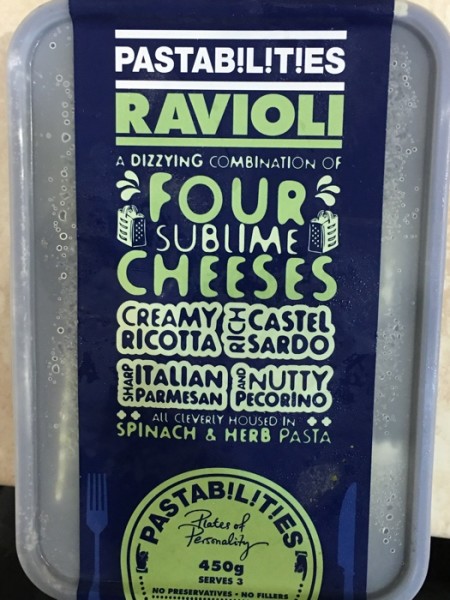 PASTAB!L!T!ES
RAVIOLI
A DIZZYING COMBINATION OF
FOUR
SUBLIME
CHEESES
CREAMY RICOTTA
RICH CASTEL SARDO
SHARP ITALIAN PARMESAN
AND NUTTY PECORINO
ALL CLEVERLY HOUSED IN
SPINACH & HERB PASTA
PASTAB!L!T!ES
Plates of
Personality
450g
SERVES 3
NO PRESERVATIVES • NO FILLERS